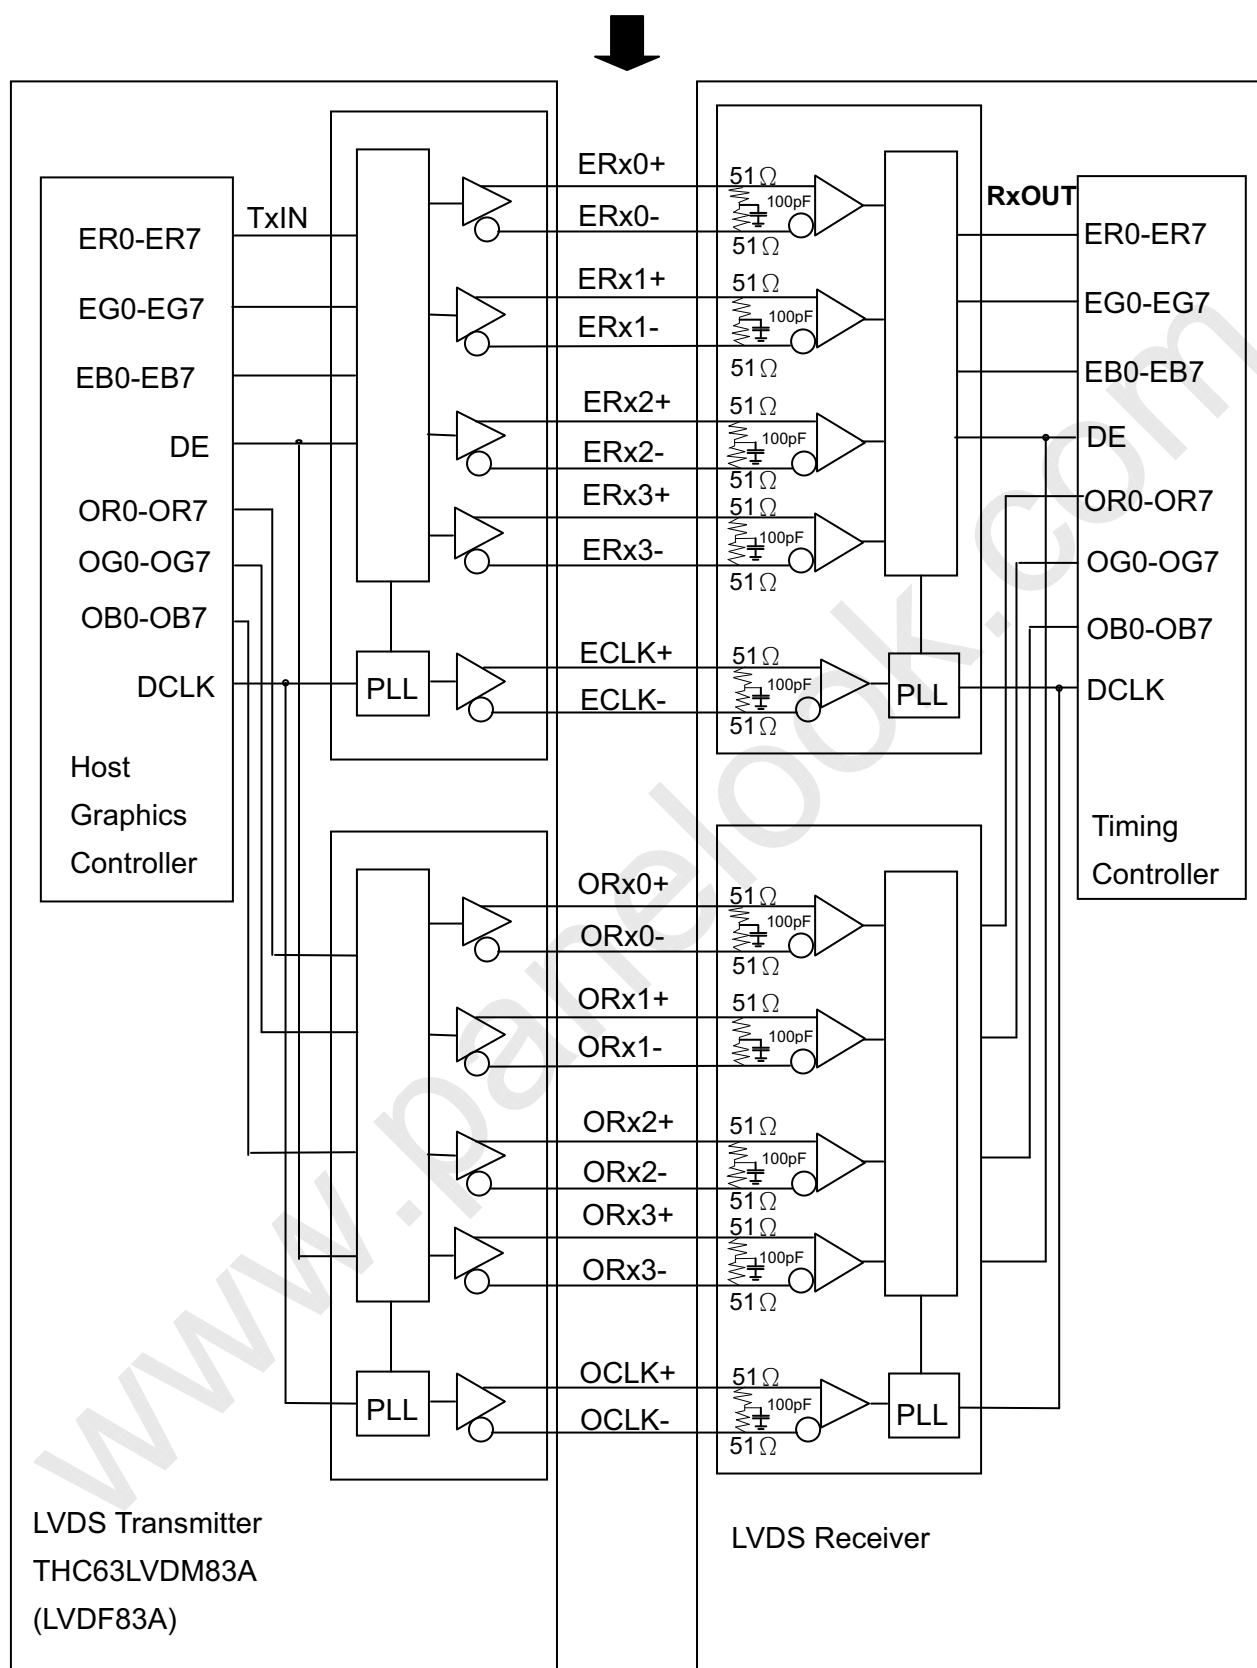 ERx0+
51Ω
TxIN
ERx0-
100pF
RxOUT
ER0-ER7
51Ω
ER0-ER7
ERx1+
51Ω
EG0-EG7
ERx1-
100pF
EG0-EG7
51Ω
EB0-EB7
EB0-EB7
ERx2+
51Ω
DE
ERx2-
100pF
DE
51Ω
ERx3+
51Ω
OR0-OR7
OR0-OR7
ERx3-
100pF
OG0-OG7
51Ω
OG0-OG7
OB0-OB7
OB0-OB7
ECLK+
51Ω
DCLK
PLL
ECLK-
100pF
PLL
DCLK
51Ω
Host
Graphics
Controller
Timing
Controller
ORx0+
51Ω
ORx0-
100pF
51Ω
ORx1+
51Ω
ORx1-
100pF
ORx2+
51Ω
ORx2-
100pF
51Ω
ORx3+
51Ω
ORx3-
100pF
51Ω
OCLK+
51Ω
PLL
OCLK-
100pF
PLL
51Ω
LVDS Transmitter
THC63LVDM83A
(LVDF83A)
LVDS Receiver
www.panelook.com